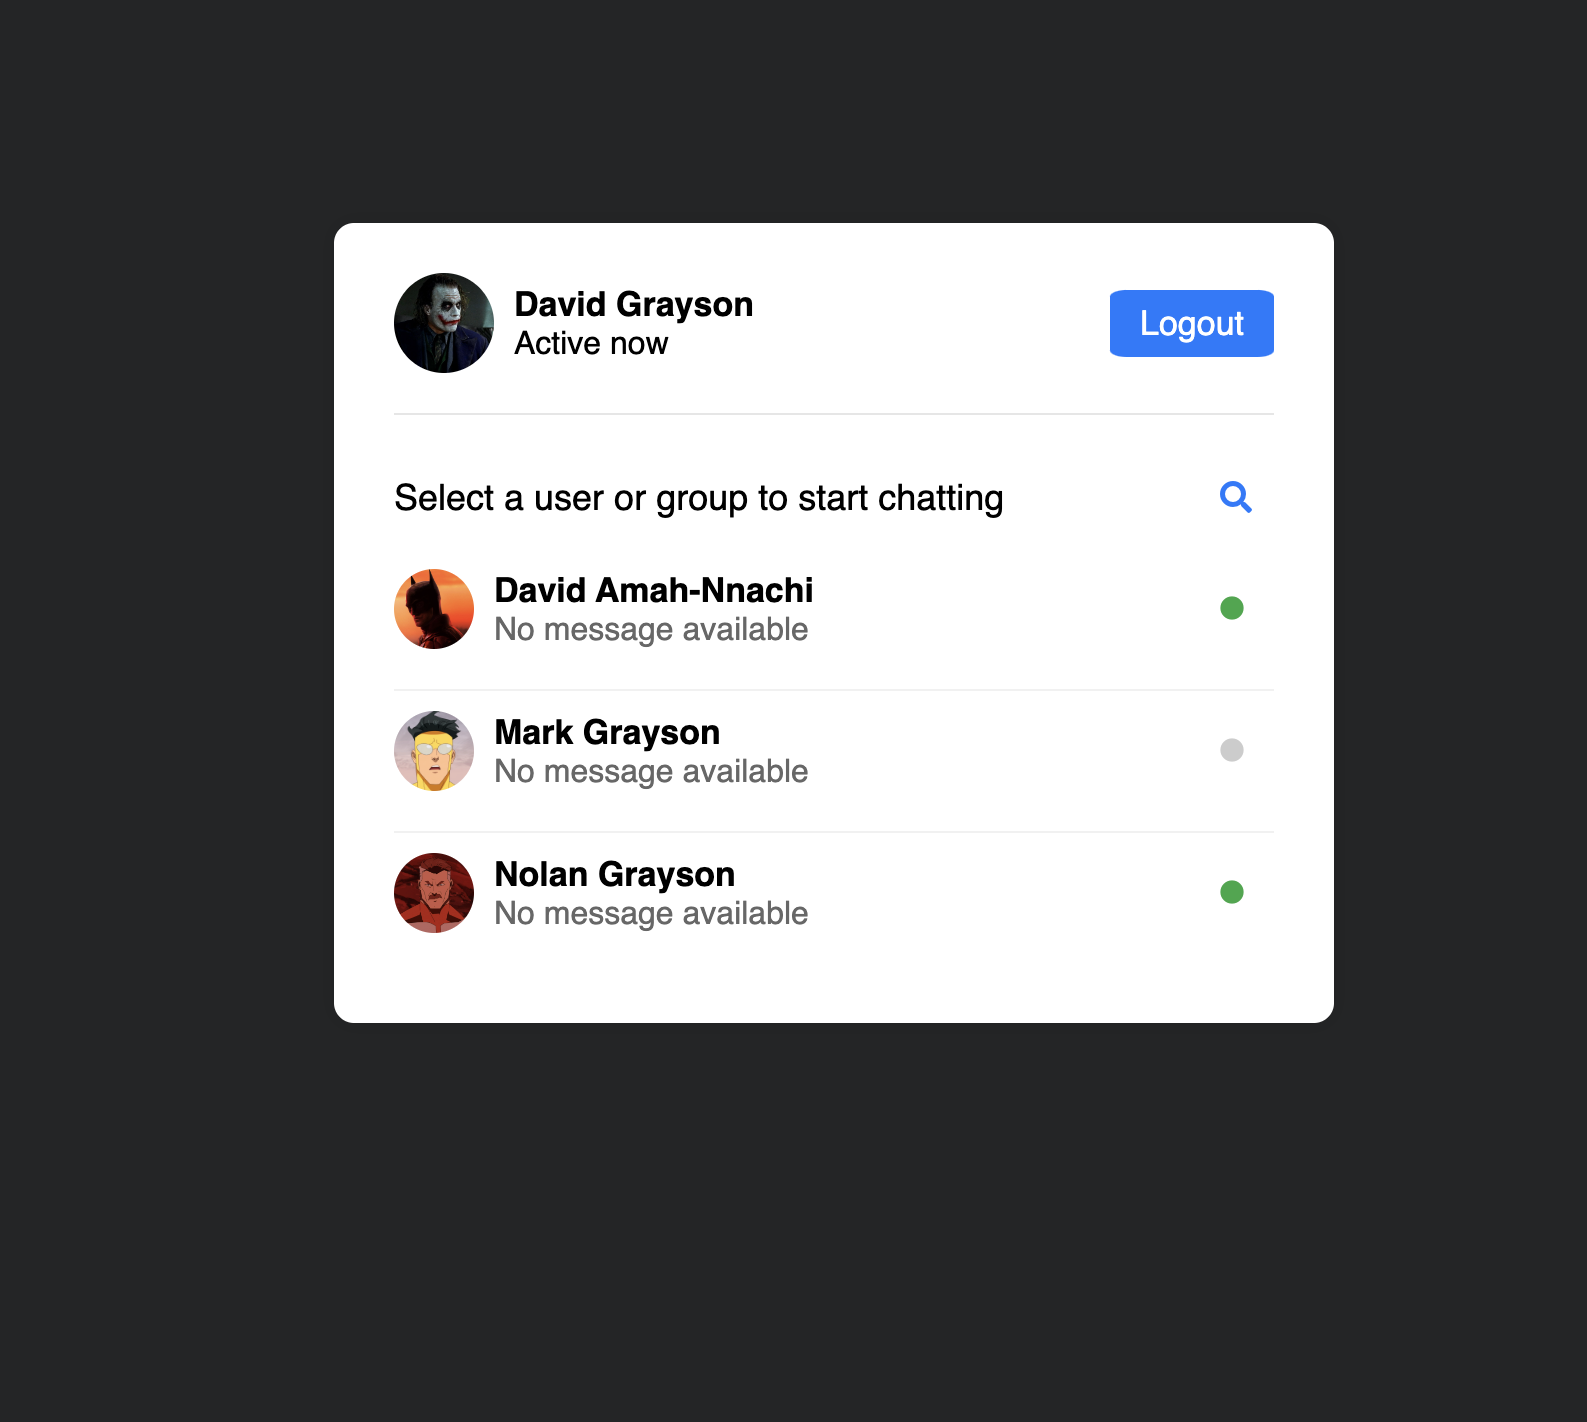 David Grayson
Active now
Logout
Select a user or group to start chatting
David Amah-Nnachi
No message available
Mark Grayson
No message available
Nolan Grayson
No message available